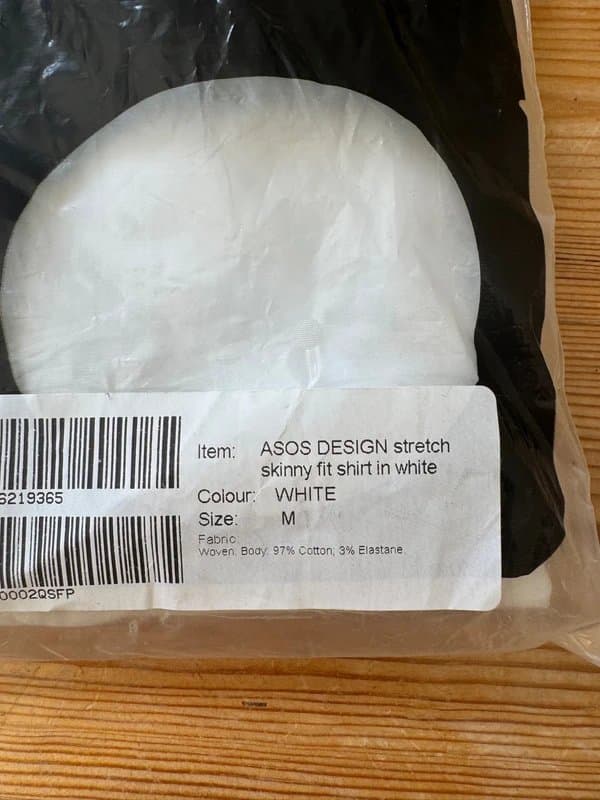 Item: ASOS DESIGN stretch
skinny fit shirt in white
Colour: WHITE
Size: M
Fabric
Woven. Body: 97% Cotton, 3% Elastane.
6219365
0002QSFP